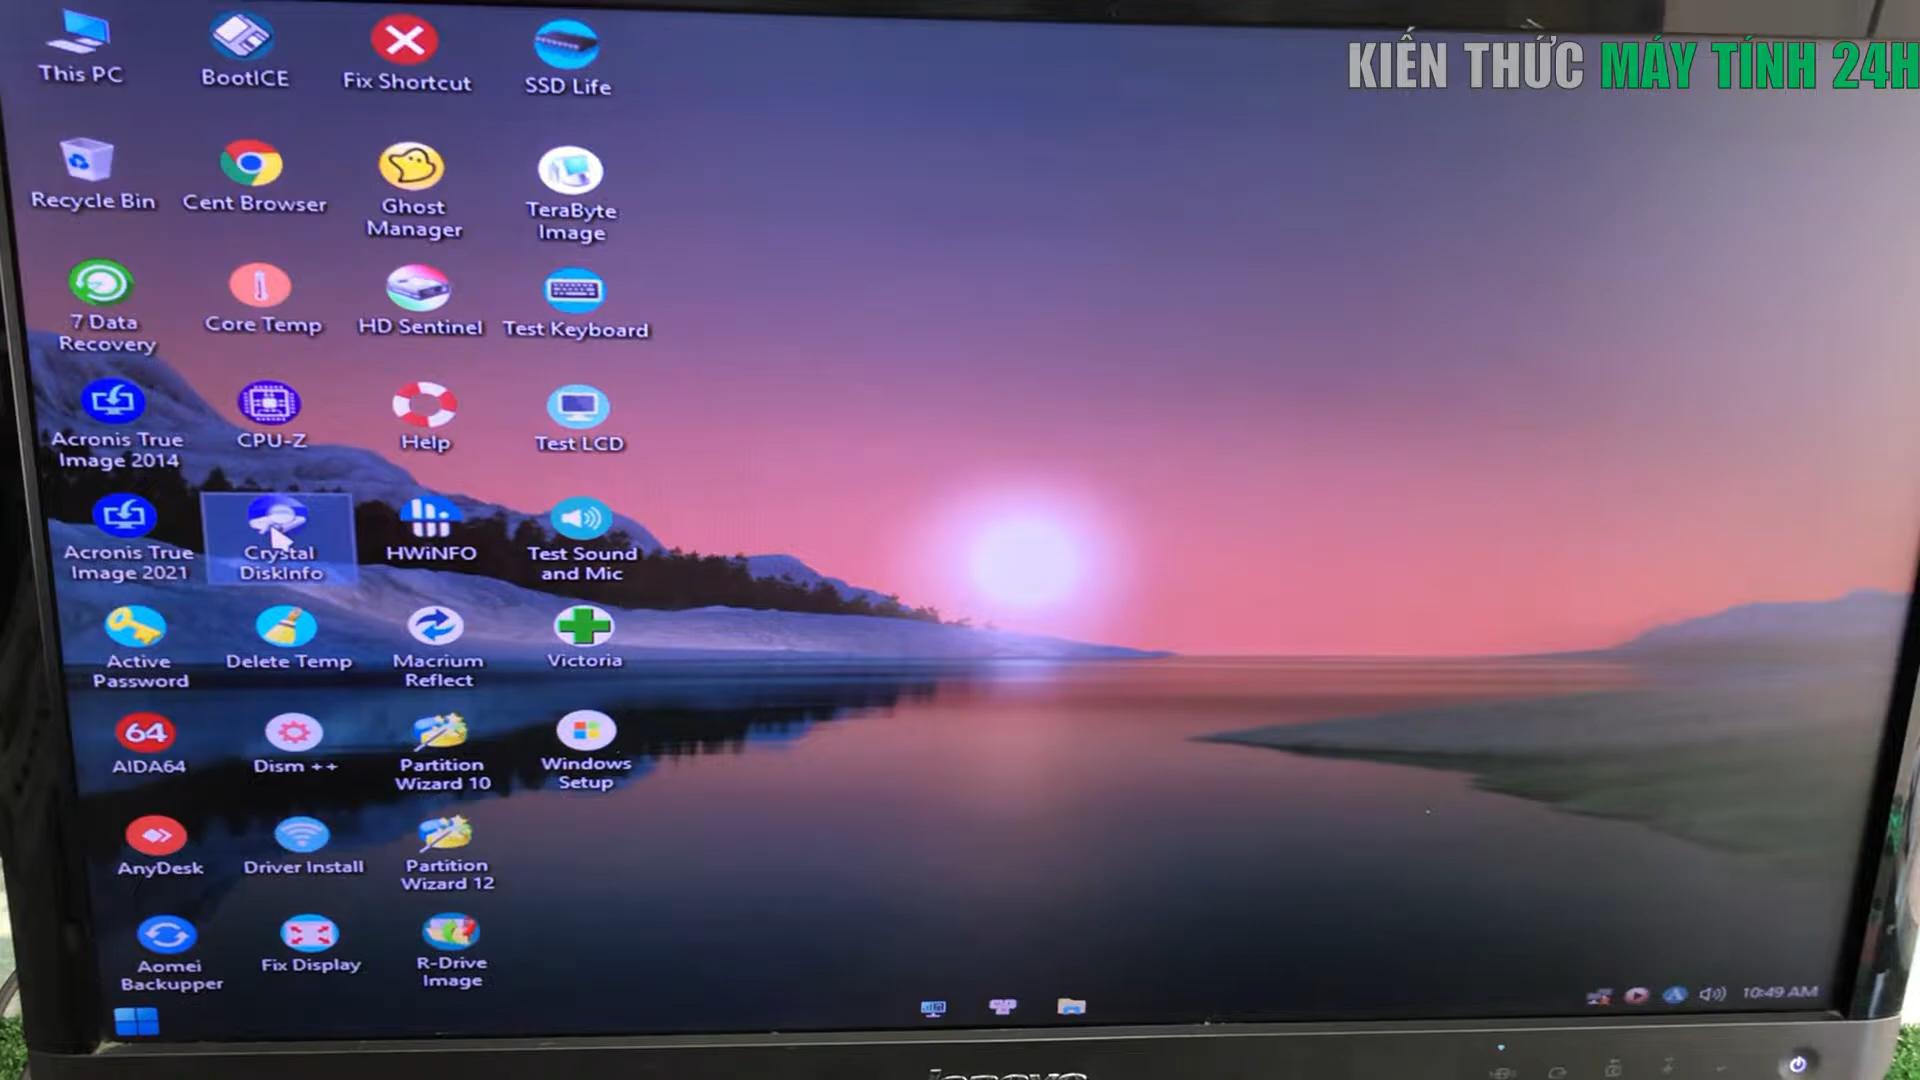 KIẾN THỨC MÁY TÍNH 24H
This PC
BootICE
Fix Shortcut
SSD Life
Recycle Bin
Cent Browser
Ghost
Manager
TeraByte
Image
7 Data
Recovery
Core Temp
HD Sentinel
Test Keyboard
Acronis True
Image 2014
CPU-Z
Help
Test LCD
Acronis True
Image 2021
Crystal
DiskInfo
HWiNFO
Test Sound
and Mic
Active
Password
Delete Temp
Macrium
Reflect
Victoria
64
AIDA64
Dism ++
Partition
Wizard 10
Windows
Setup
AnyDesk
Driver Install
Partition
Wizard 12
Aomei
Backupper
Fix Display
R-Drive
Image
10:49 AM
lenovo